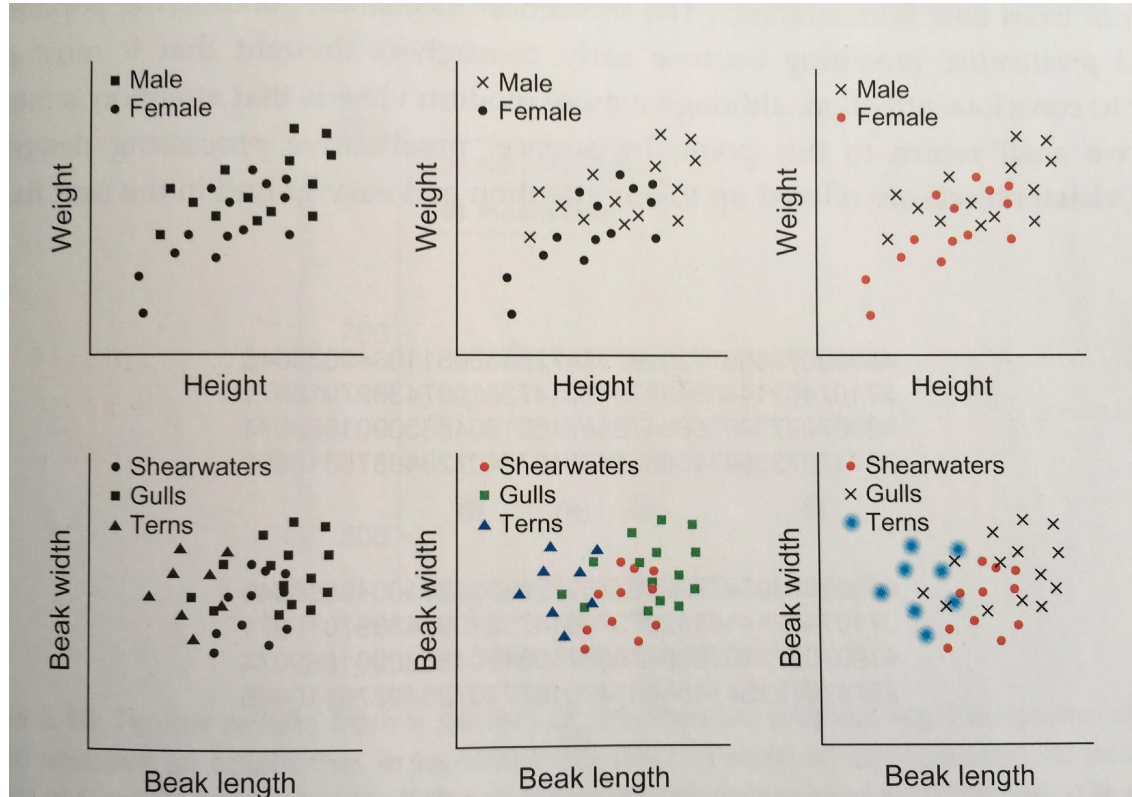 Male
Female
Weight
Height
Male
Female
Weight
Height
Male
Female
Weight
Height
Shearwaters
Gulls
Terns
Beak width
Beak length
Shearwaters
Gulls
Terns
Beak width
Beak length
Shearwaters
Gulls
Terns
Beak width
Beak length